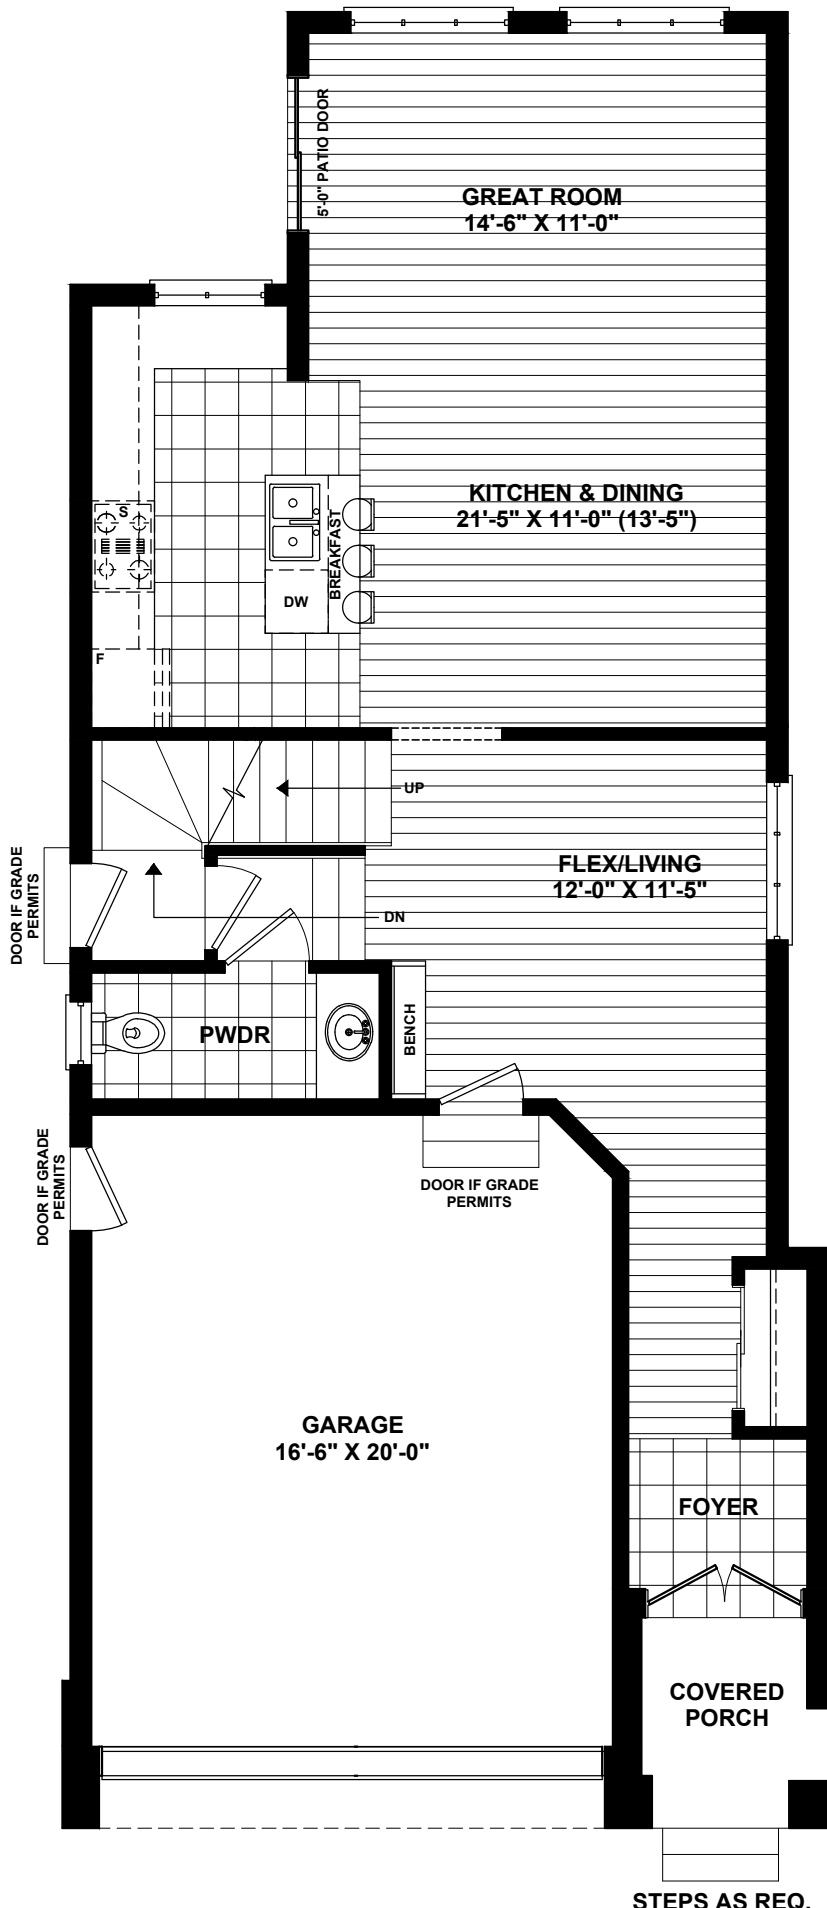 5'-0" PATIO DOOR
GREAT ROOM
14'-6" X 11'-0"
KITCHEN & DINING
21'-5" X 11'-0" (13'-5")
S
BREAKFAST
DW
F
UP
FLEX/LIVING
12'-0" X 11'-5"
DOOR IF GRADE
PERMITS
DN
PWDR
BENCH
DOOR IF GRADE
PERMITS
DOOR IF GRADE
PERMITS
GARAGE
16'-6" X 20'-0"
FOYER
COVERED
PORCH
STEPS AS REQ.